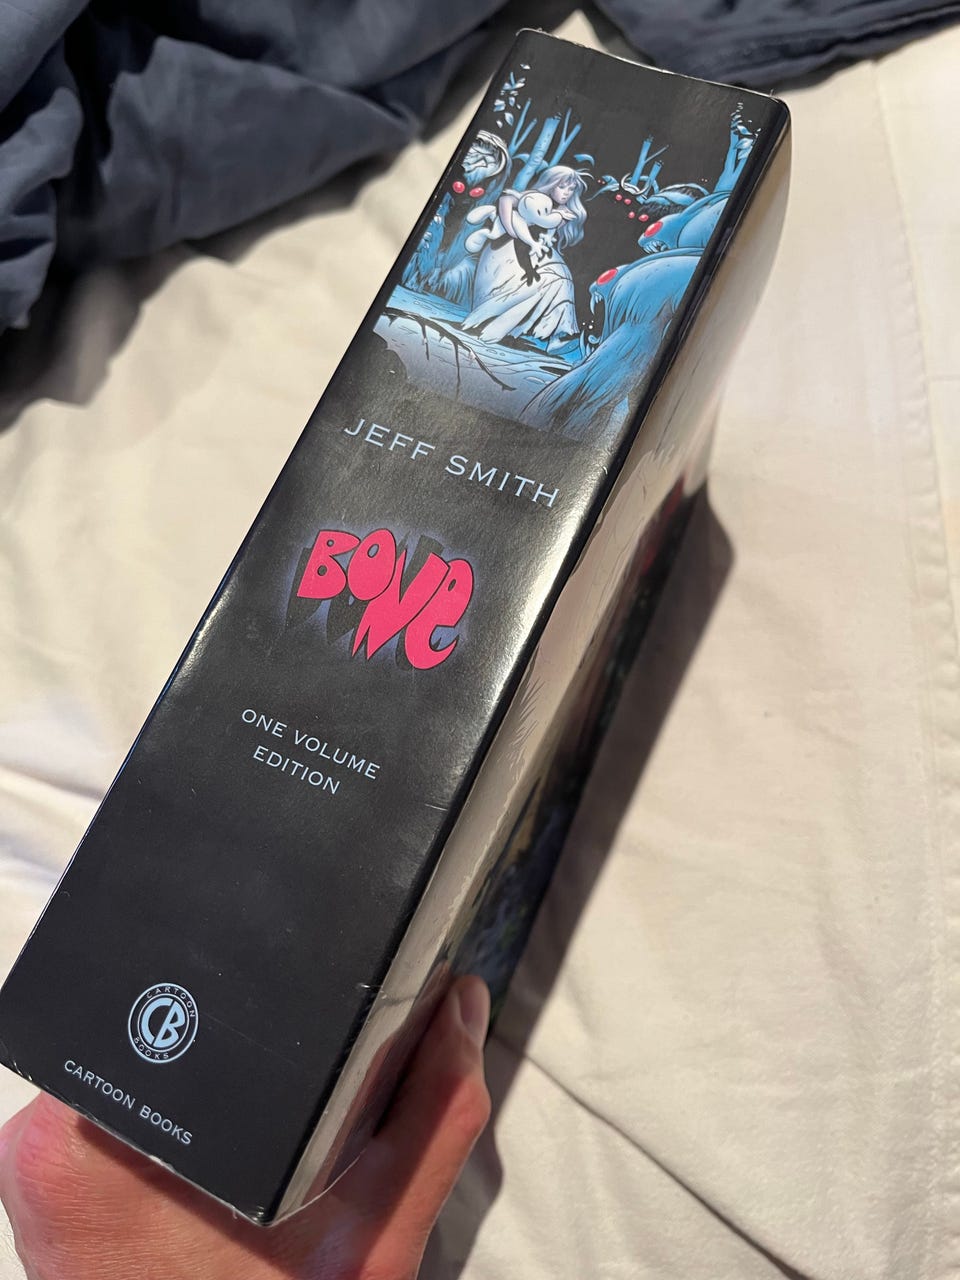 JEFF SMITH
BONE
ONE VOLUME
EDITION
CARTOON
CB
BOOKS
CARTOON BOOKS